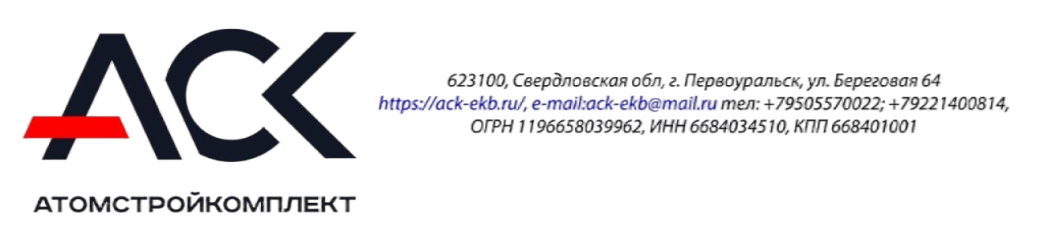 АСК
АТОМСТРОЙКОМПЛЕКТ
623100, Свердловская обл, г. Первоуральск, ул. Береговая 64
https://ack-ekb.ru/, e-mail:ack-ekb@mail.ru тел: +79505570022; +79221400814,
ОГРН 1196658039962, ИНН 6684034510, КПП 668401001